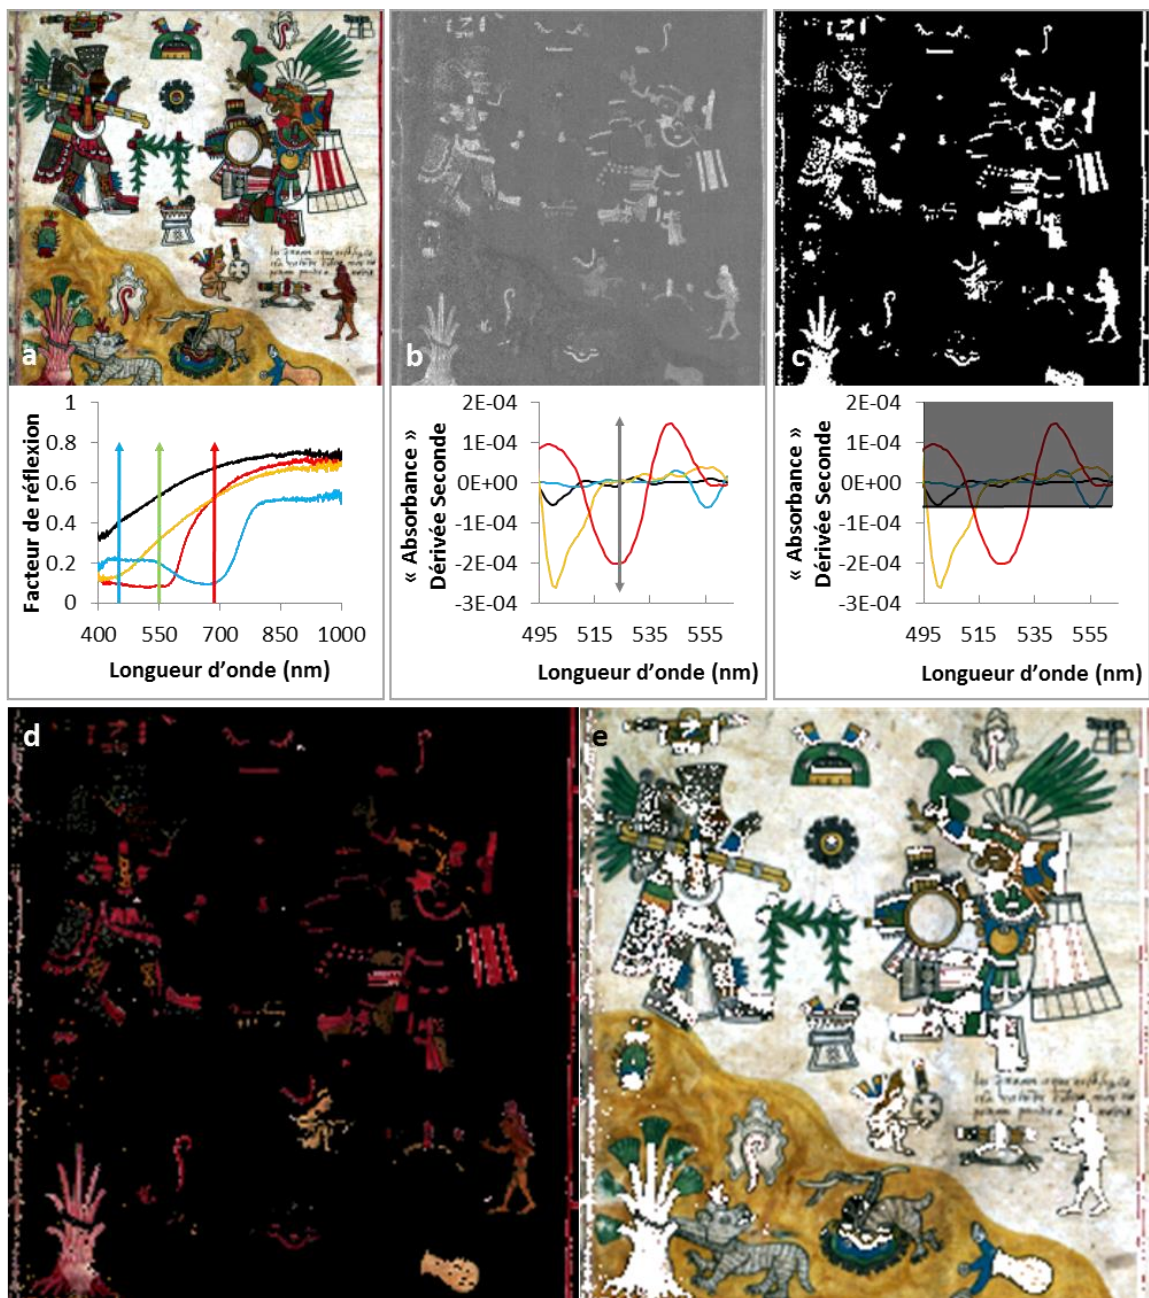 a
b
c
1
0.8
0.6
0.4
0.2
0
400 550 700 850 1000
Facteur de réflexion
Longueur d’onde (nm)
2E-04
1E-04
0E+00
-1E-04
-2E-04
-3E-04
495 515 535 555
« Absorbance »
Dérivée Seconde
Longueur d’onde (nm)
2E-04
1E-04
0E+00
-1E-04
-2E-04
-3E-04
495 515 535 555
« Absorbance »
Dérivée Seconde
Longueur d’onde (nm)
d
e